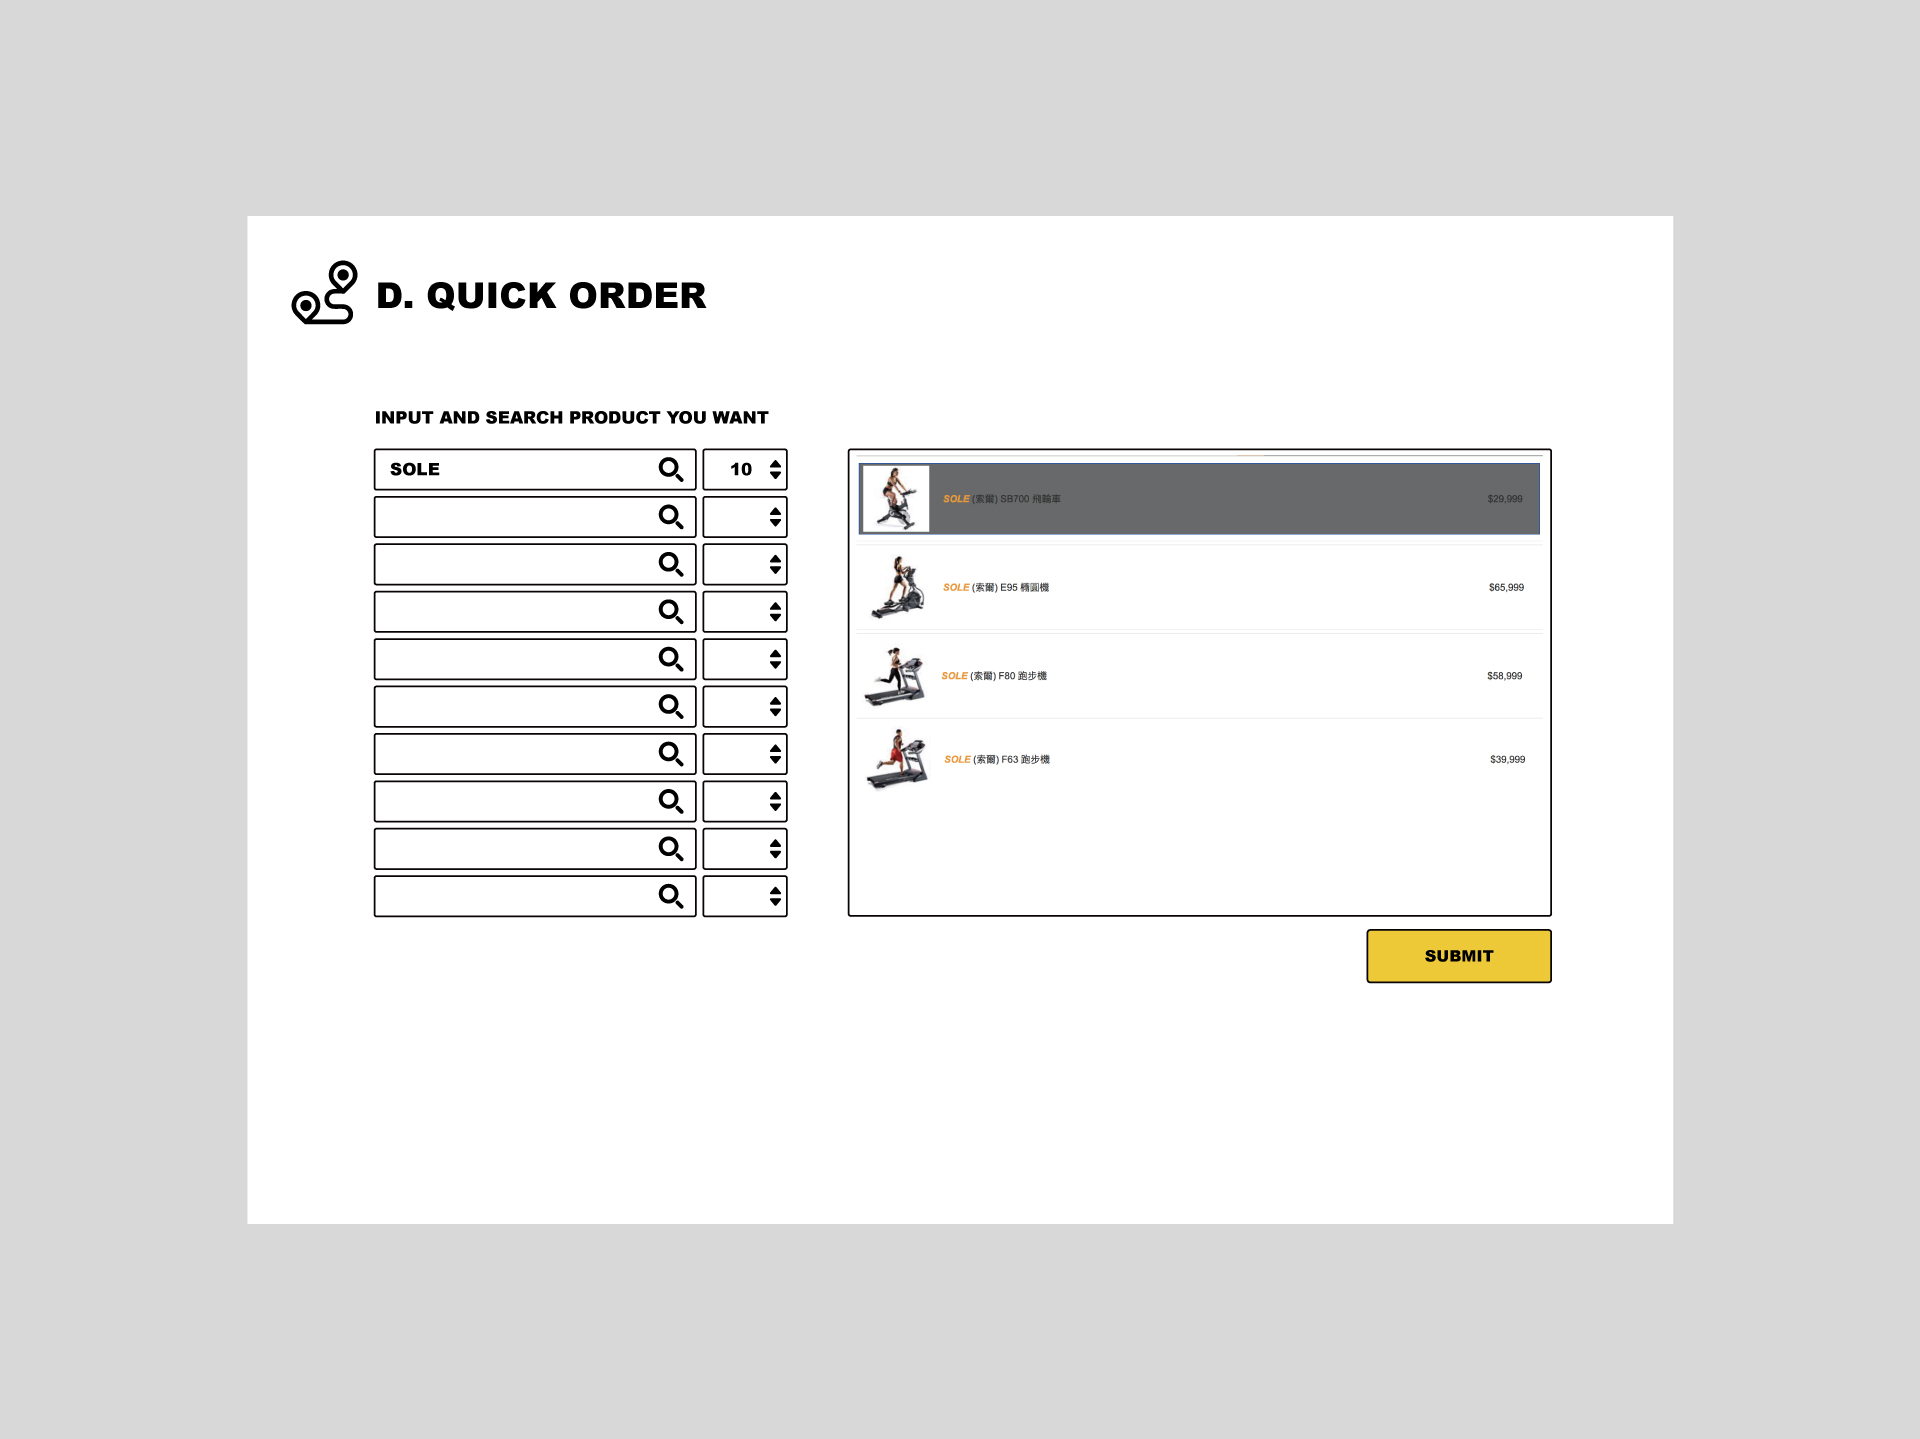 D. QUICK ORDER
INPUT AND SEARCH PRODUCT YOU WANT
SOLE 10
SOLE (索爾) SB700 飛輪車 $29,999
SOLE (索爾) E95 橢圓機 $65,999
SOLE (索爾) F80 跑步機 $58,999
SOLE (索爾) F63 跑步機 $39,999
SUBMIT